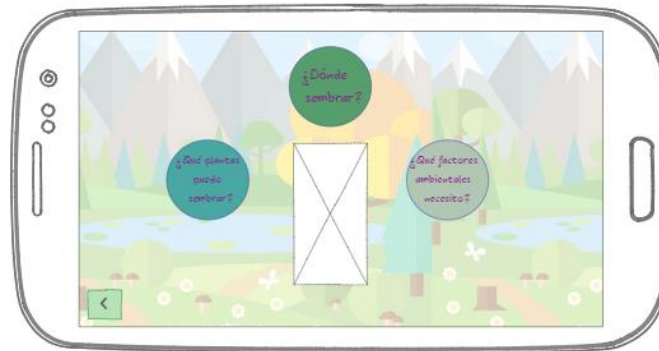 ¿Dónde
sembrar?
¿Qué plantas
puedo
sembrar?
¿Qué factores
ambientales
necesito?